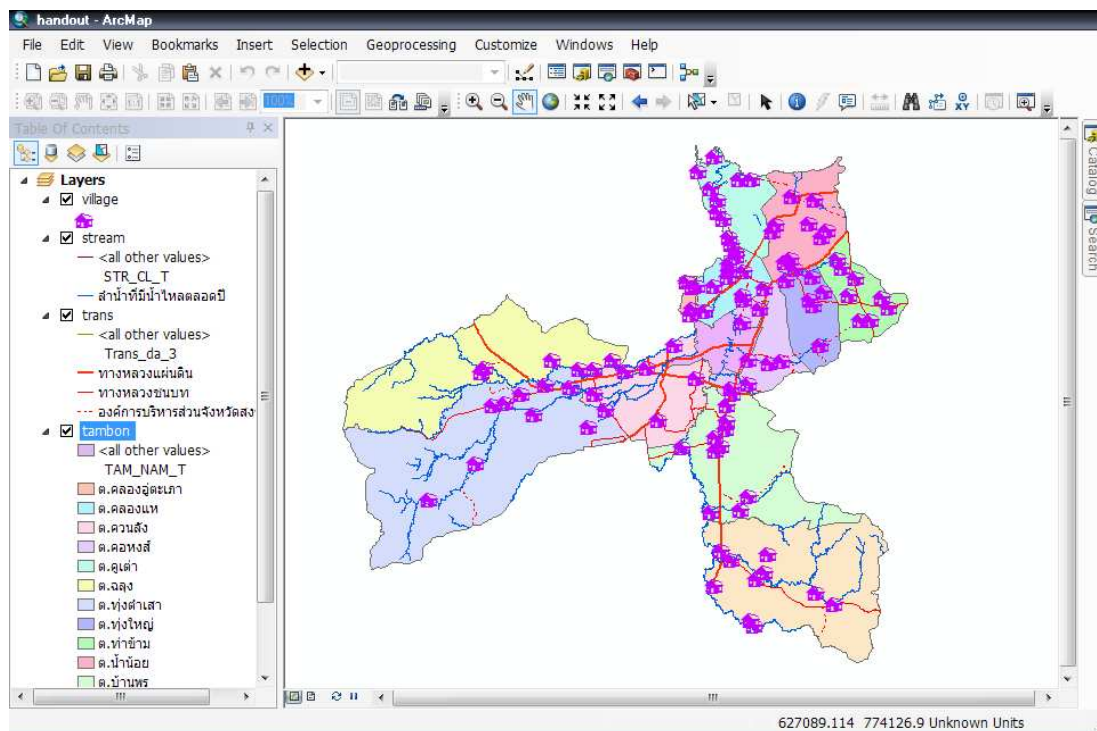 handout - ArcMap
File Edit View Bookmarks Insert Selection Geoprocessing Customize Windows Help
100%
Table Of Contents
Layers
village
stream
<all other values>
STR_CL_T
ลำน้ำที่มีน้ำไหลตลอดปี
trans
<all other values>
Trans_da_3
ทางหลวงแผ่นดิน
ทางหลวงชนบท
องค์การบริหารส่วนจังหวัดสง
tambon
<all other values>
TAM_NAM_T
ต.คลองอู่ตะเภา
ต.คลองแห
ต.ควนลัง
ต.คอหงส์
ต.คูเต่า
ต.ฉลุง
ต.ทุ่งตำเสา
ต.ทุ่งใหญ่
ต.ท่าข้าม
ต.น้ำน้อย
ต.บ้านพร
Catalog
Search
627089.114 774126.9 Unknown Units